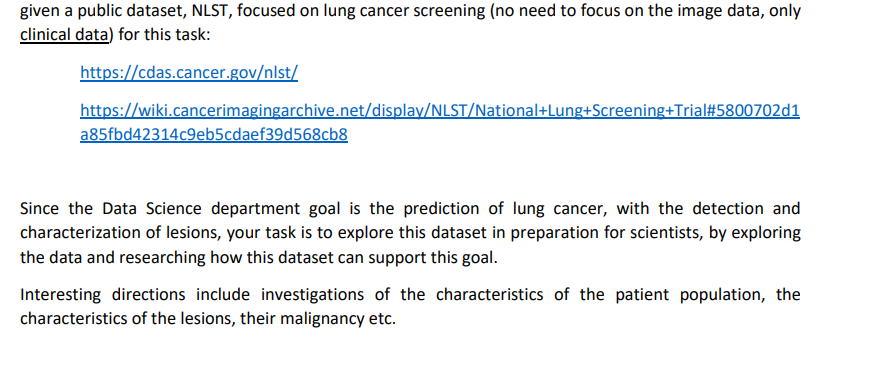 given a public dataset, NLST, focused on lung cancer screening (no need to focus on the image data, only
clinical data) for this task:
https://cdas.cancer.gov/nlst/
https://wiki.cancerimagingarchive.net/display/NLST/National+Lung+Screening+Trial#5800702d1
a85fbd42314c9eb5cdaef39d568cb8
Since the Data Science department goal is the prediction of lung cancer, with the detection and
characterization of lesions, your task is to explore this dataset in preparation for scientists, by exploring
the data and researching how this dataset can support this goal.
Interesting directions include investigations of the characteristics of the patient population, the
characteristics of the lesions, their malignancy etc.